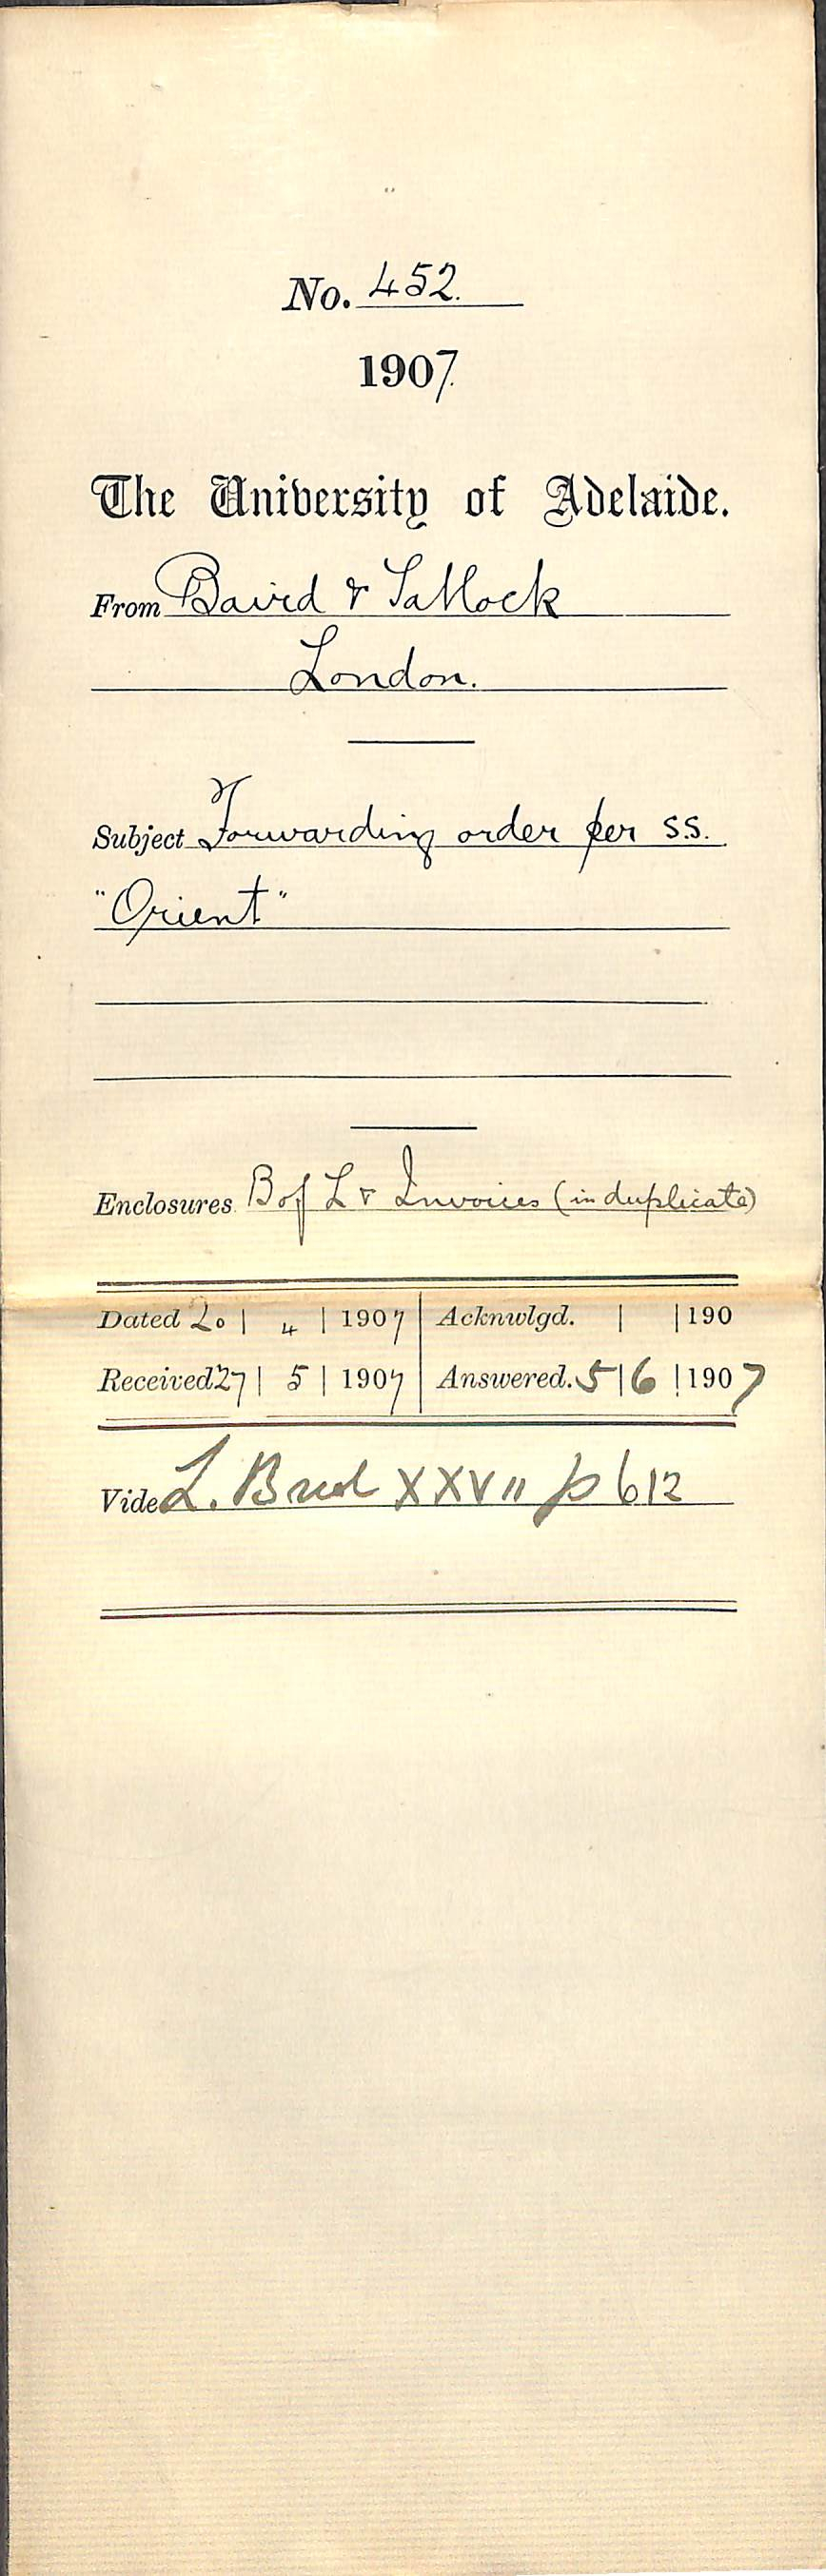 No. 452.
1907.
The University of Adelaide.
From Baird & Tatlock
London.
Subject Forwarding order per s.s.
"Orient"
Enclosures. B of L & Invoices (in duplicate)
Dated 20 | 4 | 1907 | Acknwlgd. | | 190
Received 27 | 5 | 1907 | Answered. 5 | 6 | 1907
Vide L. XXVII p 612